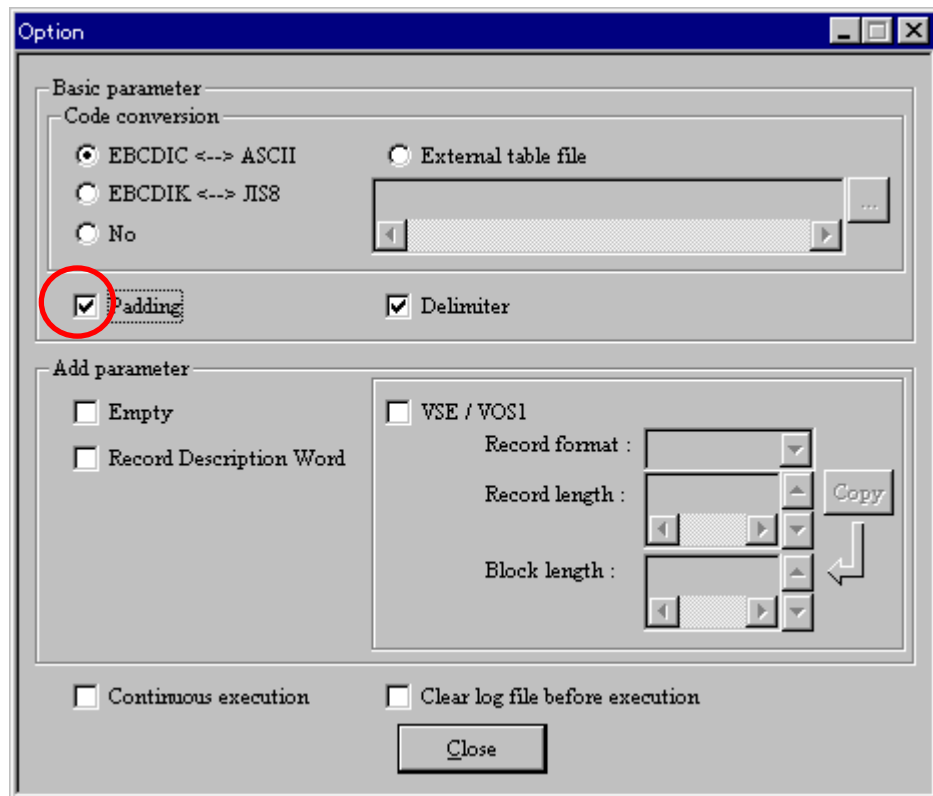 Option
Basic parameter
Code conversion
EBCDIC <--> ASCII
External table file
EBCDIK <--> JIS8
...
No
Padding
Delimiter
Add parameter
Empty
VSE / VOS1
Record Description Word
Record format :
Record length :
Copy
Block length :
Continuous execution
Clear log file before execution
Close